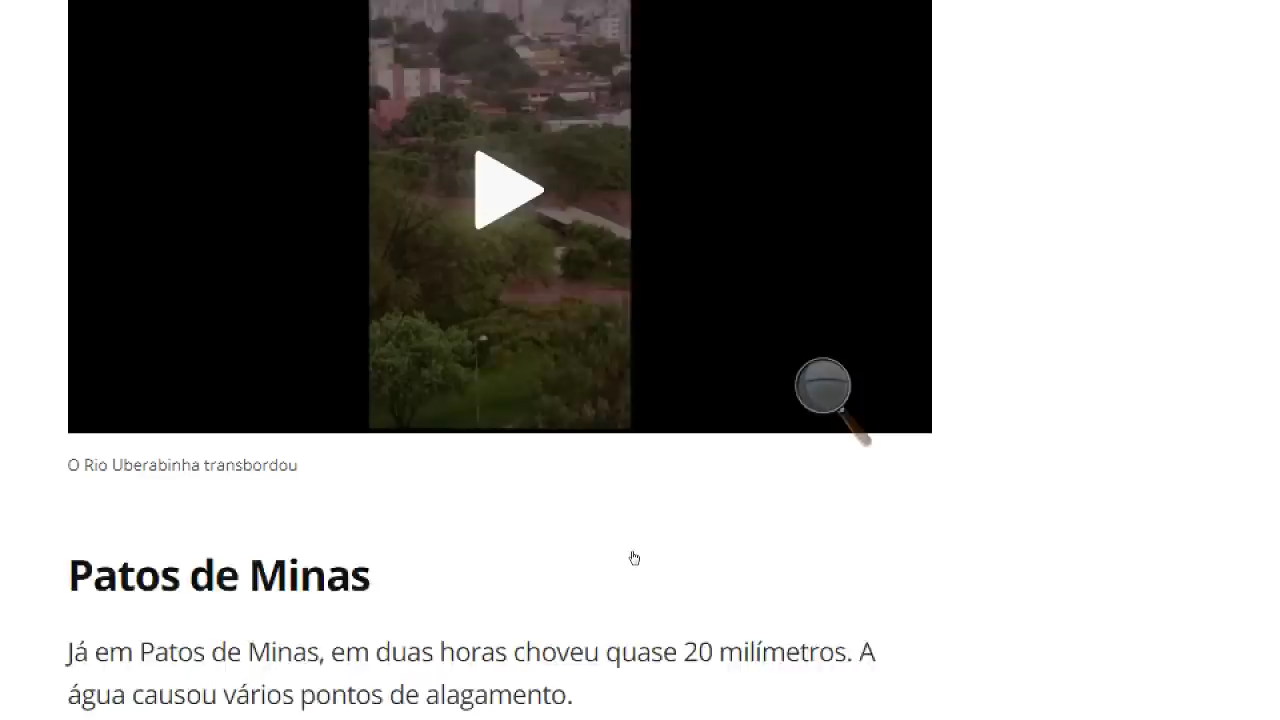 O Rio Uberabinha transbordou
Patos de Minas
Já em Patos de Minas, em duas horas choveu quase 20 milímetros. A
água causou vários pontos de alagamento.